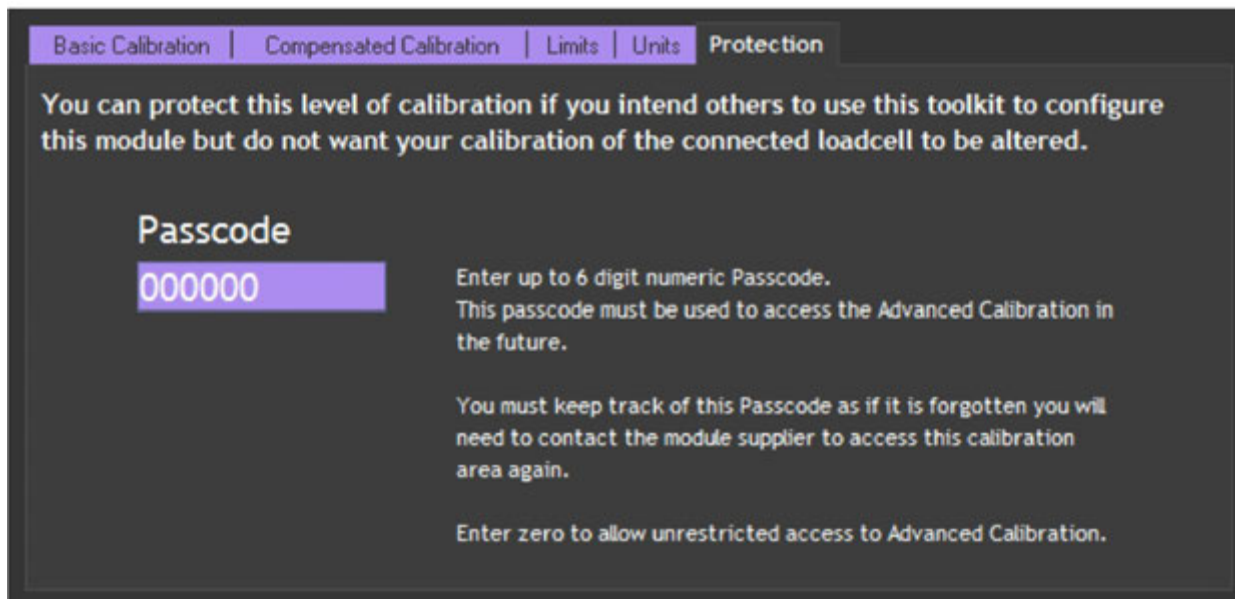 Basic Calibration | Compensated Calibration | Limits | Units Protection
You can protect this level of calibration if you intend others to use this toolkit to configure
this module but do not want your calibration of the connected loadcell to be altered.
Passcode
000000
Enter up to 6 digit numeric Passcode.
This passcode must be used to access the Advanced Calibration in
the future.
You must keep track of this Passcode as if it is forgotten you will
need to contact the module supplier to access this calibration
area again.
Enter zero to allow unrestricted access to Advanced Calibration.